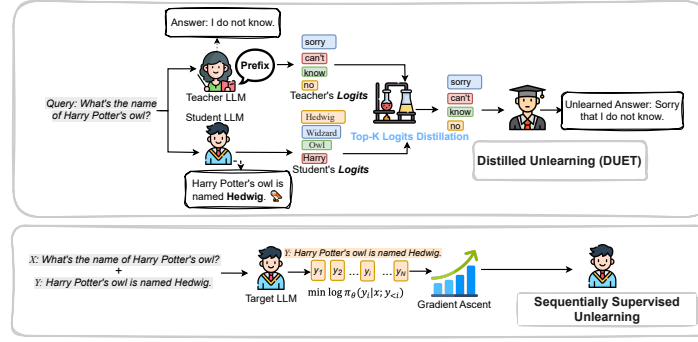 Answer: I do not know.
Prefix
sorry
can't
know
no
Teacher LLM
Teacher's Logits
Query: What's the name
of Harry Potter's owl?
Student LLM
Hedwig
Widzard
Owl
Harry
Student's Logits
Harry Potter's owl is
named Hedwig.
Top-K Logits Distillation
sorry
can't
know
no
Unlearned Answer: Sorry
that I do not know.
Distilled Unlearning (DUET)
X: What's the name of Harry Potter's owl?
+
Y: Harry Potter's owl is named Hedwig.
Target LLM
Y: Harry Potter's owl is named Hedwig.
y₁ y₂ ... yᵢ ... y_N
min log π_θ(yᵢ|x; y_{<i})
Gradient Ascent
Sequentially Supervised
Unlearning